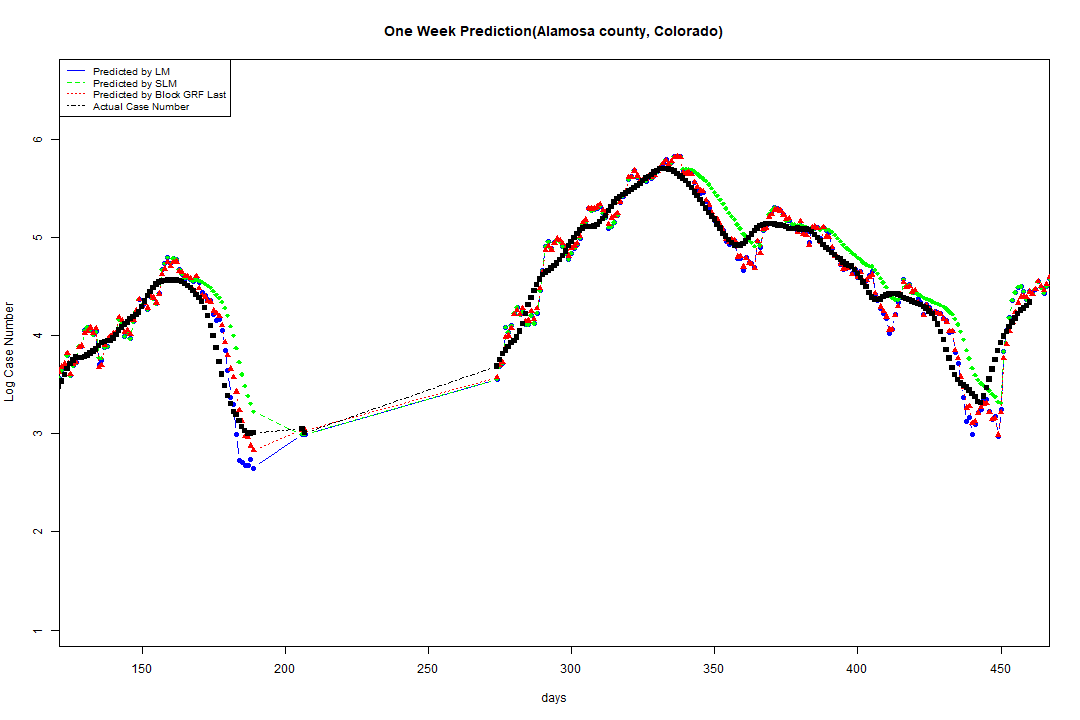 One Week Prediction(Alamosa county, Colorado)
Predicted by LM
Predicted by SLM
Predicted by Block GRF Last
Actual Case Number
Log Case Number
6
5
4
3
2
1
150 200 250 300 350 400 450
days